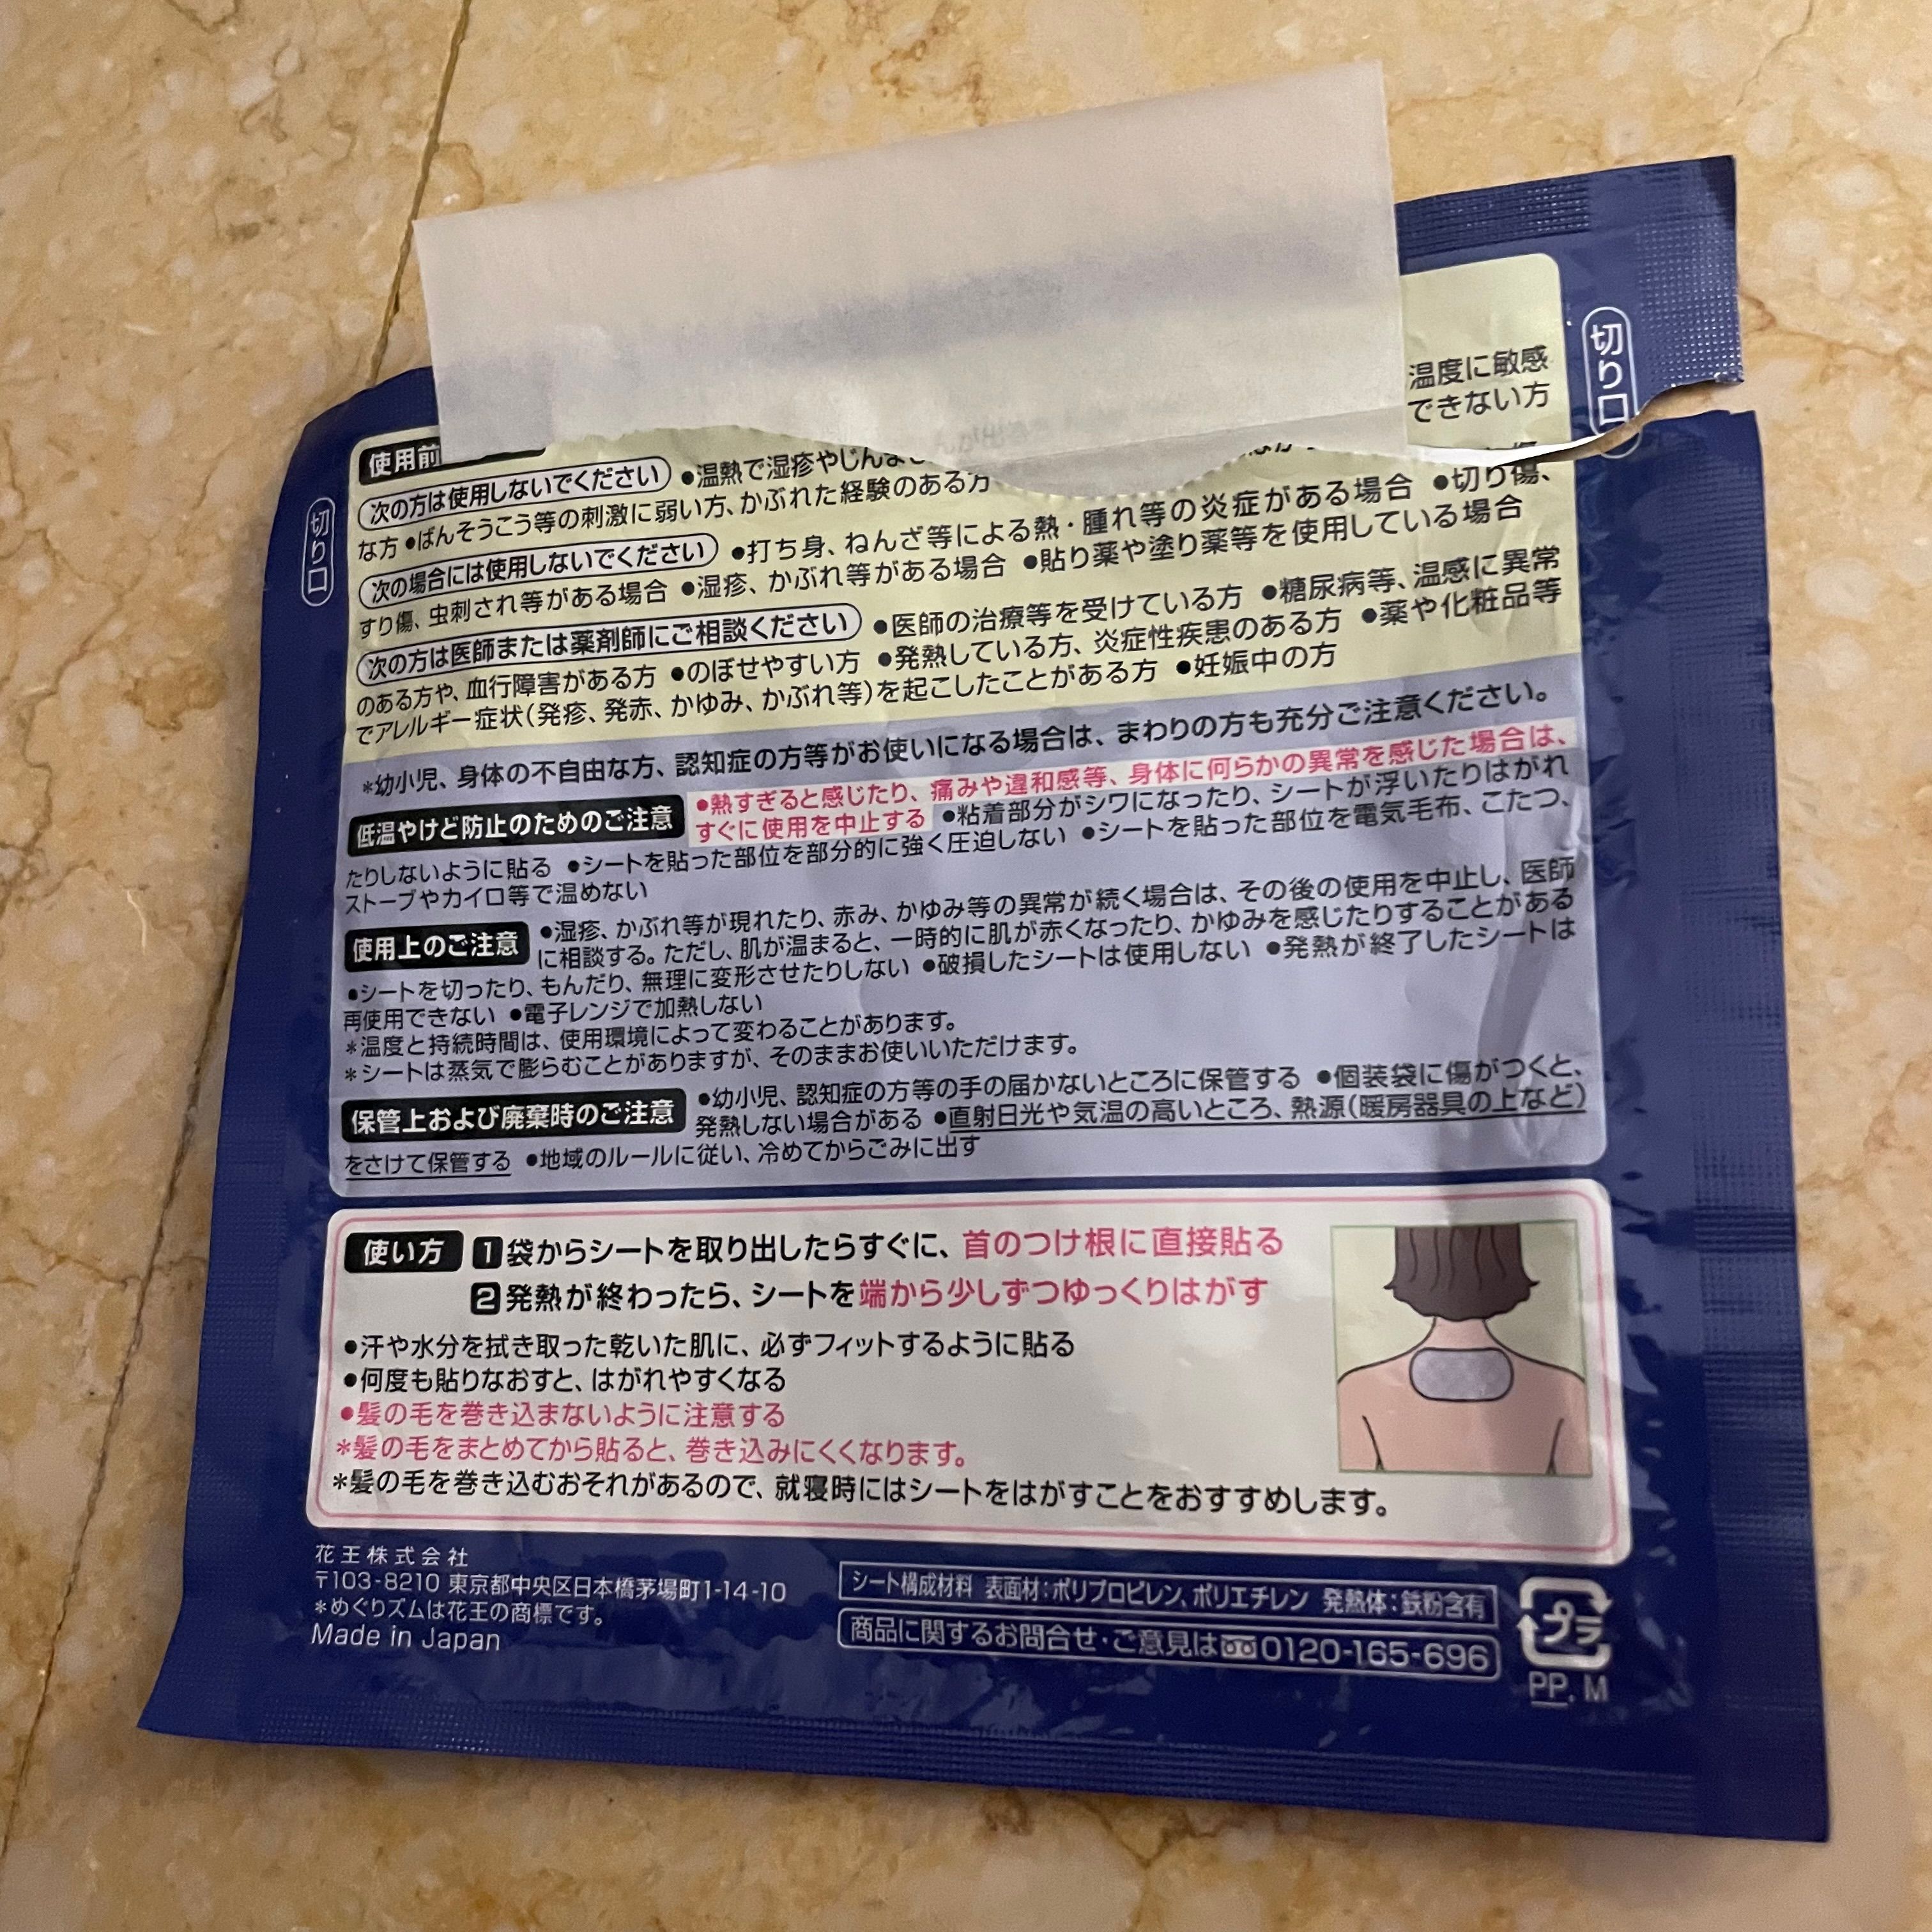 温度に敏感
できない方
切り口
切り口
使用前
次の方は使用しないでください ●温熱で湿疹やじんま
な方 ●ばんそうこう等の刺激に弱い方、かぶれた経験のある方
次の場合には使用しないでください ●打ち身、ねんざ等による熱・腫れ等の炎症がある場合 ●切り傷、
すり傷、虫刺され等がある場合 ●湿疹、かぶれ等がある場合 ●貼り薬や塗り薬等を使用している場合
次の方は医師または薬剤師にご相談ください ●医師の治療等を受けている方 ●糖尿病等、温感に異常
のある方や、血行障害がある方 ●のぼせやすい方 ●発熱している方、炎症性疾患のある方 ●薬や化粧品等
でアレルギー症状(発疹、発赤、かゆみ、かぶれ等)を起こしたことがある方 ●妊娠中の方
*幼小児、身体の不自由な方、認知症の方等がお使いになる場合は、まわりの方も充分ご注意ください。
低温やけど防止のためのご注意 ●熱すぎると感じたり、痛みや違和感等、身体に何らかの異常を感じた場合は、
すぐに使用を中止する ●粘着部分がシワになったり、シートが浮いたりはがれ
たりしないように貼る ●シートを貼った部位を部分的に強く圧迫しない ●シートを貼った部位を電気毛布、こたつ、
ストーブやカイロ等で温めない
使用上のご注意 ●湿疹、かぶれ等が現れたり、赤み、かゆみ等の異常が続く場合は、その後の使用を中止し、医師
に相談する。ただし、肌が温まると、一時的に肌が赤くなったり、かゆみを感じたりすることがある
●シートを切ったり、もんだり、無理に変形させたりしない ●破損したシートは使用しない ●発熱が終了したシートは
再使用できない ●電子レンジで加熱しない
*温度と持続時間は、使用環境によって変わることがあります。
*シートは蒸気で膨らむことがありますが、そのままお使いいただけます。
保管上および廃棄時のご注意 ●幼小児、認知症の方等の手の届かないところに保管する ●個装袋に傷がつくと、
発熱しない場合がある ●直射日光や気温の高いところ、熱源(暖房器具の上など)
をさけて保管する ●地域のルールに従い、冷めてからごみに出す
使い方 1 袋からシートを取り出したらすぐに、首のつけ根に直接貼る
2 発熱が終わったら、シートを端から少しずつゆっくりはがす
●汗や水分を拭き取った乾いた肌に、必ずフィットするように貼る
●何度も貼りなおすと、はがれやすくなる
●髪の毛を巻き込まないように注意する
*髪の毛をまとめてから貼ると、巻き込みにくくなります。
*髪の毛を巻き込むおそれがあるので、就寝時にはシートをはがすことをおすすめします。
花王株式会社
〒103-8210 東京都中央区日本橋茅場町1-14-10
*めぐりズムは花王の商標です。
Made in Japan
シート構成材料 表面材:ポリプロピレン、ポリエチレン 発熱体:鉄粉含有
商品に関するお問合せ・ご意見は 0120-165-696
プラ
PP, M